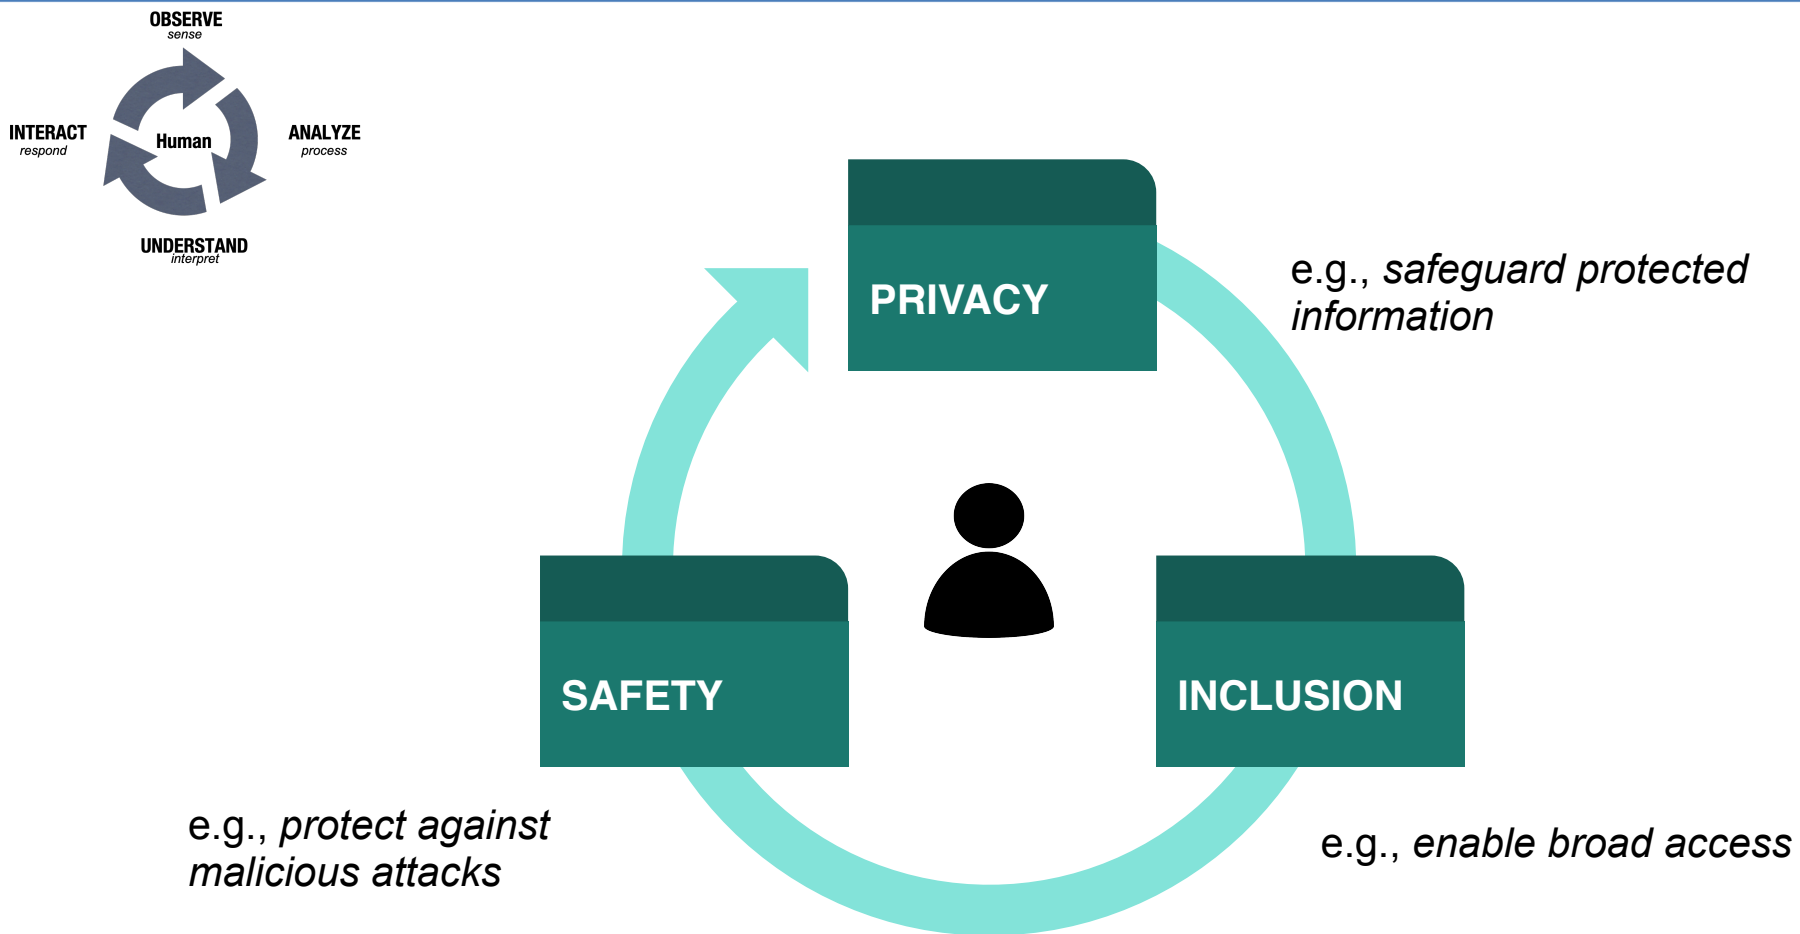 OBSERVE
sense
INTERACT
respond
Human
ANALYZE
process
UNDERSTAND
interpret
PRIVACY
e.g., safeguard protected
information
SAFETY
INCLUSION
e.g., protect against
malicious attacks
e.g., enable broad access